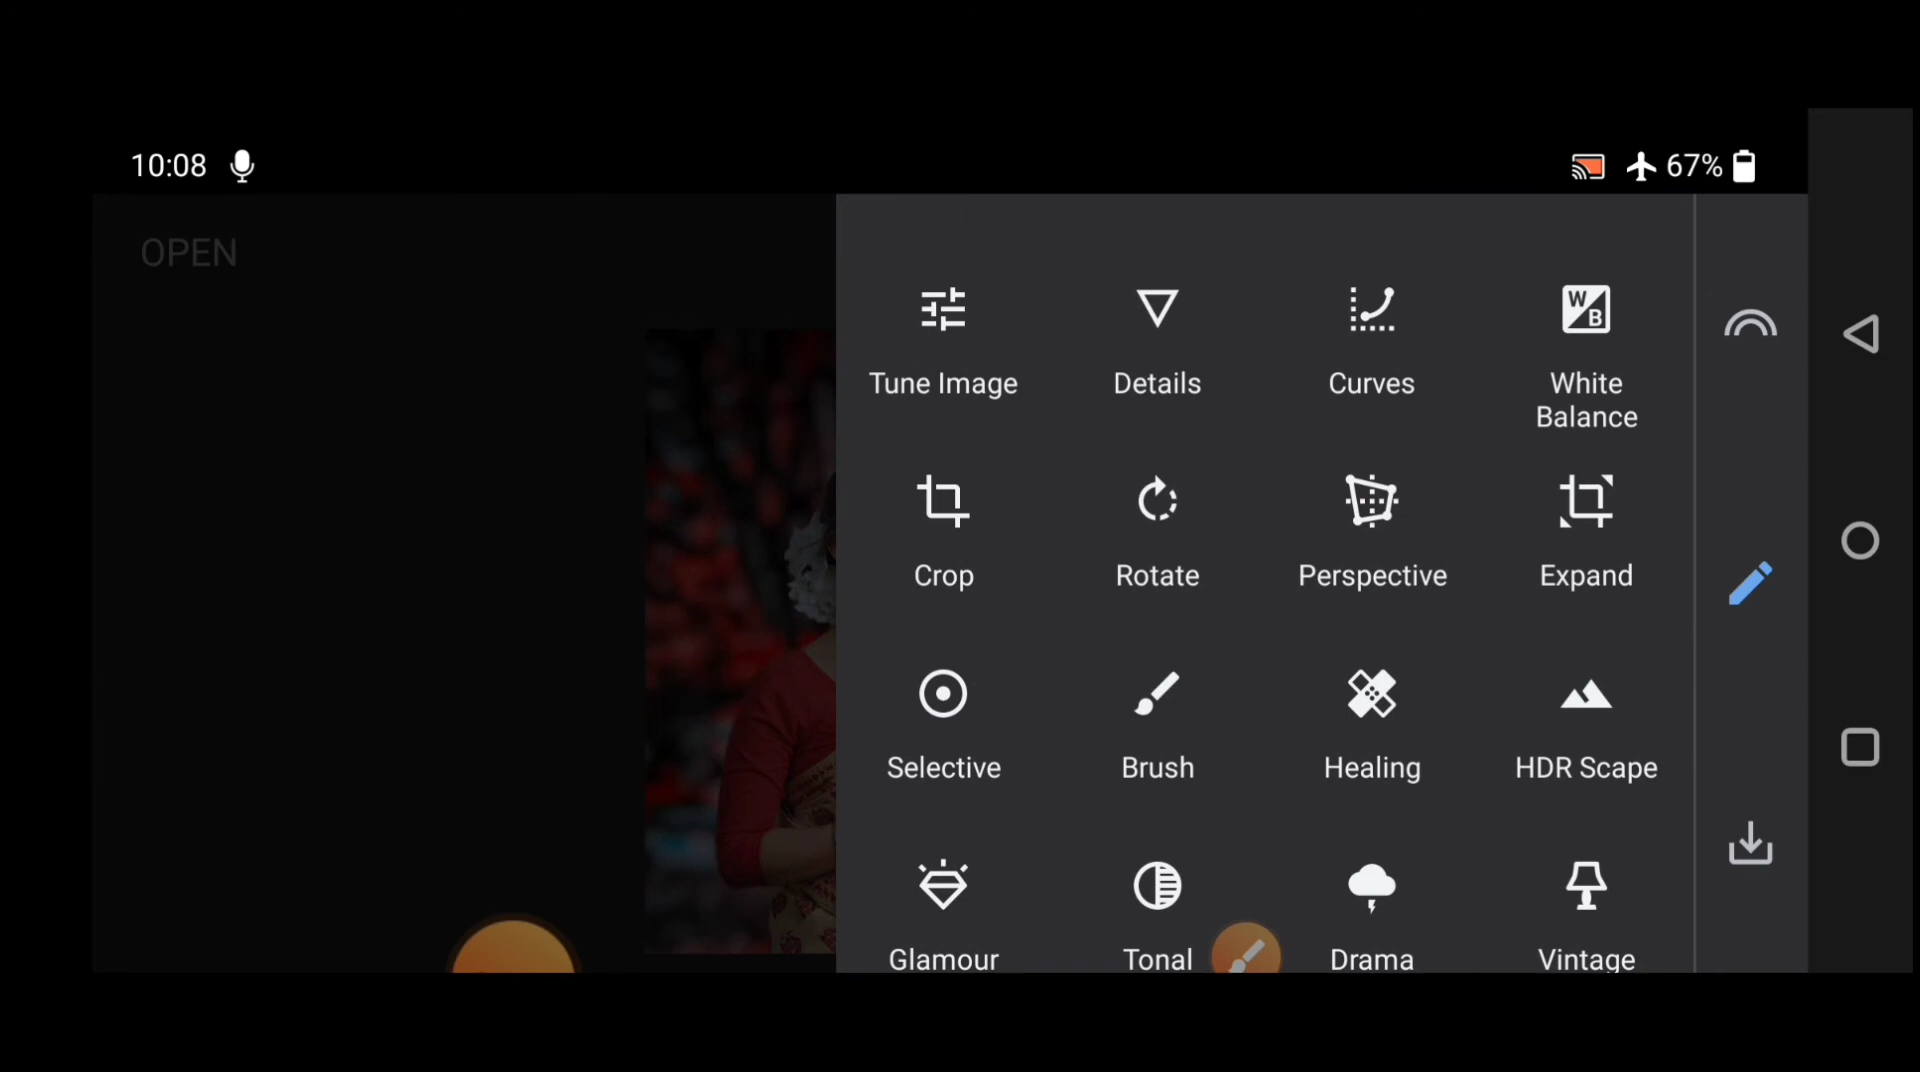 10:08
67%
OPEN
Tune Image
Details
Curves
W
B
White
Balance
Crop
Rotate
Perspective
Expand
Selective
Brush
Healing
HDR Scape
Glamour
Tonal
Drama
Vintage